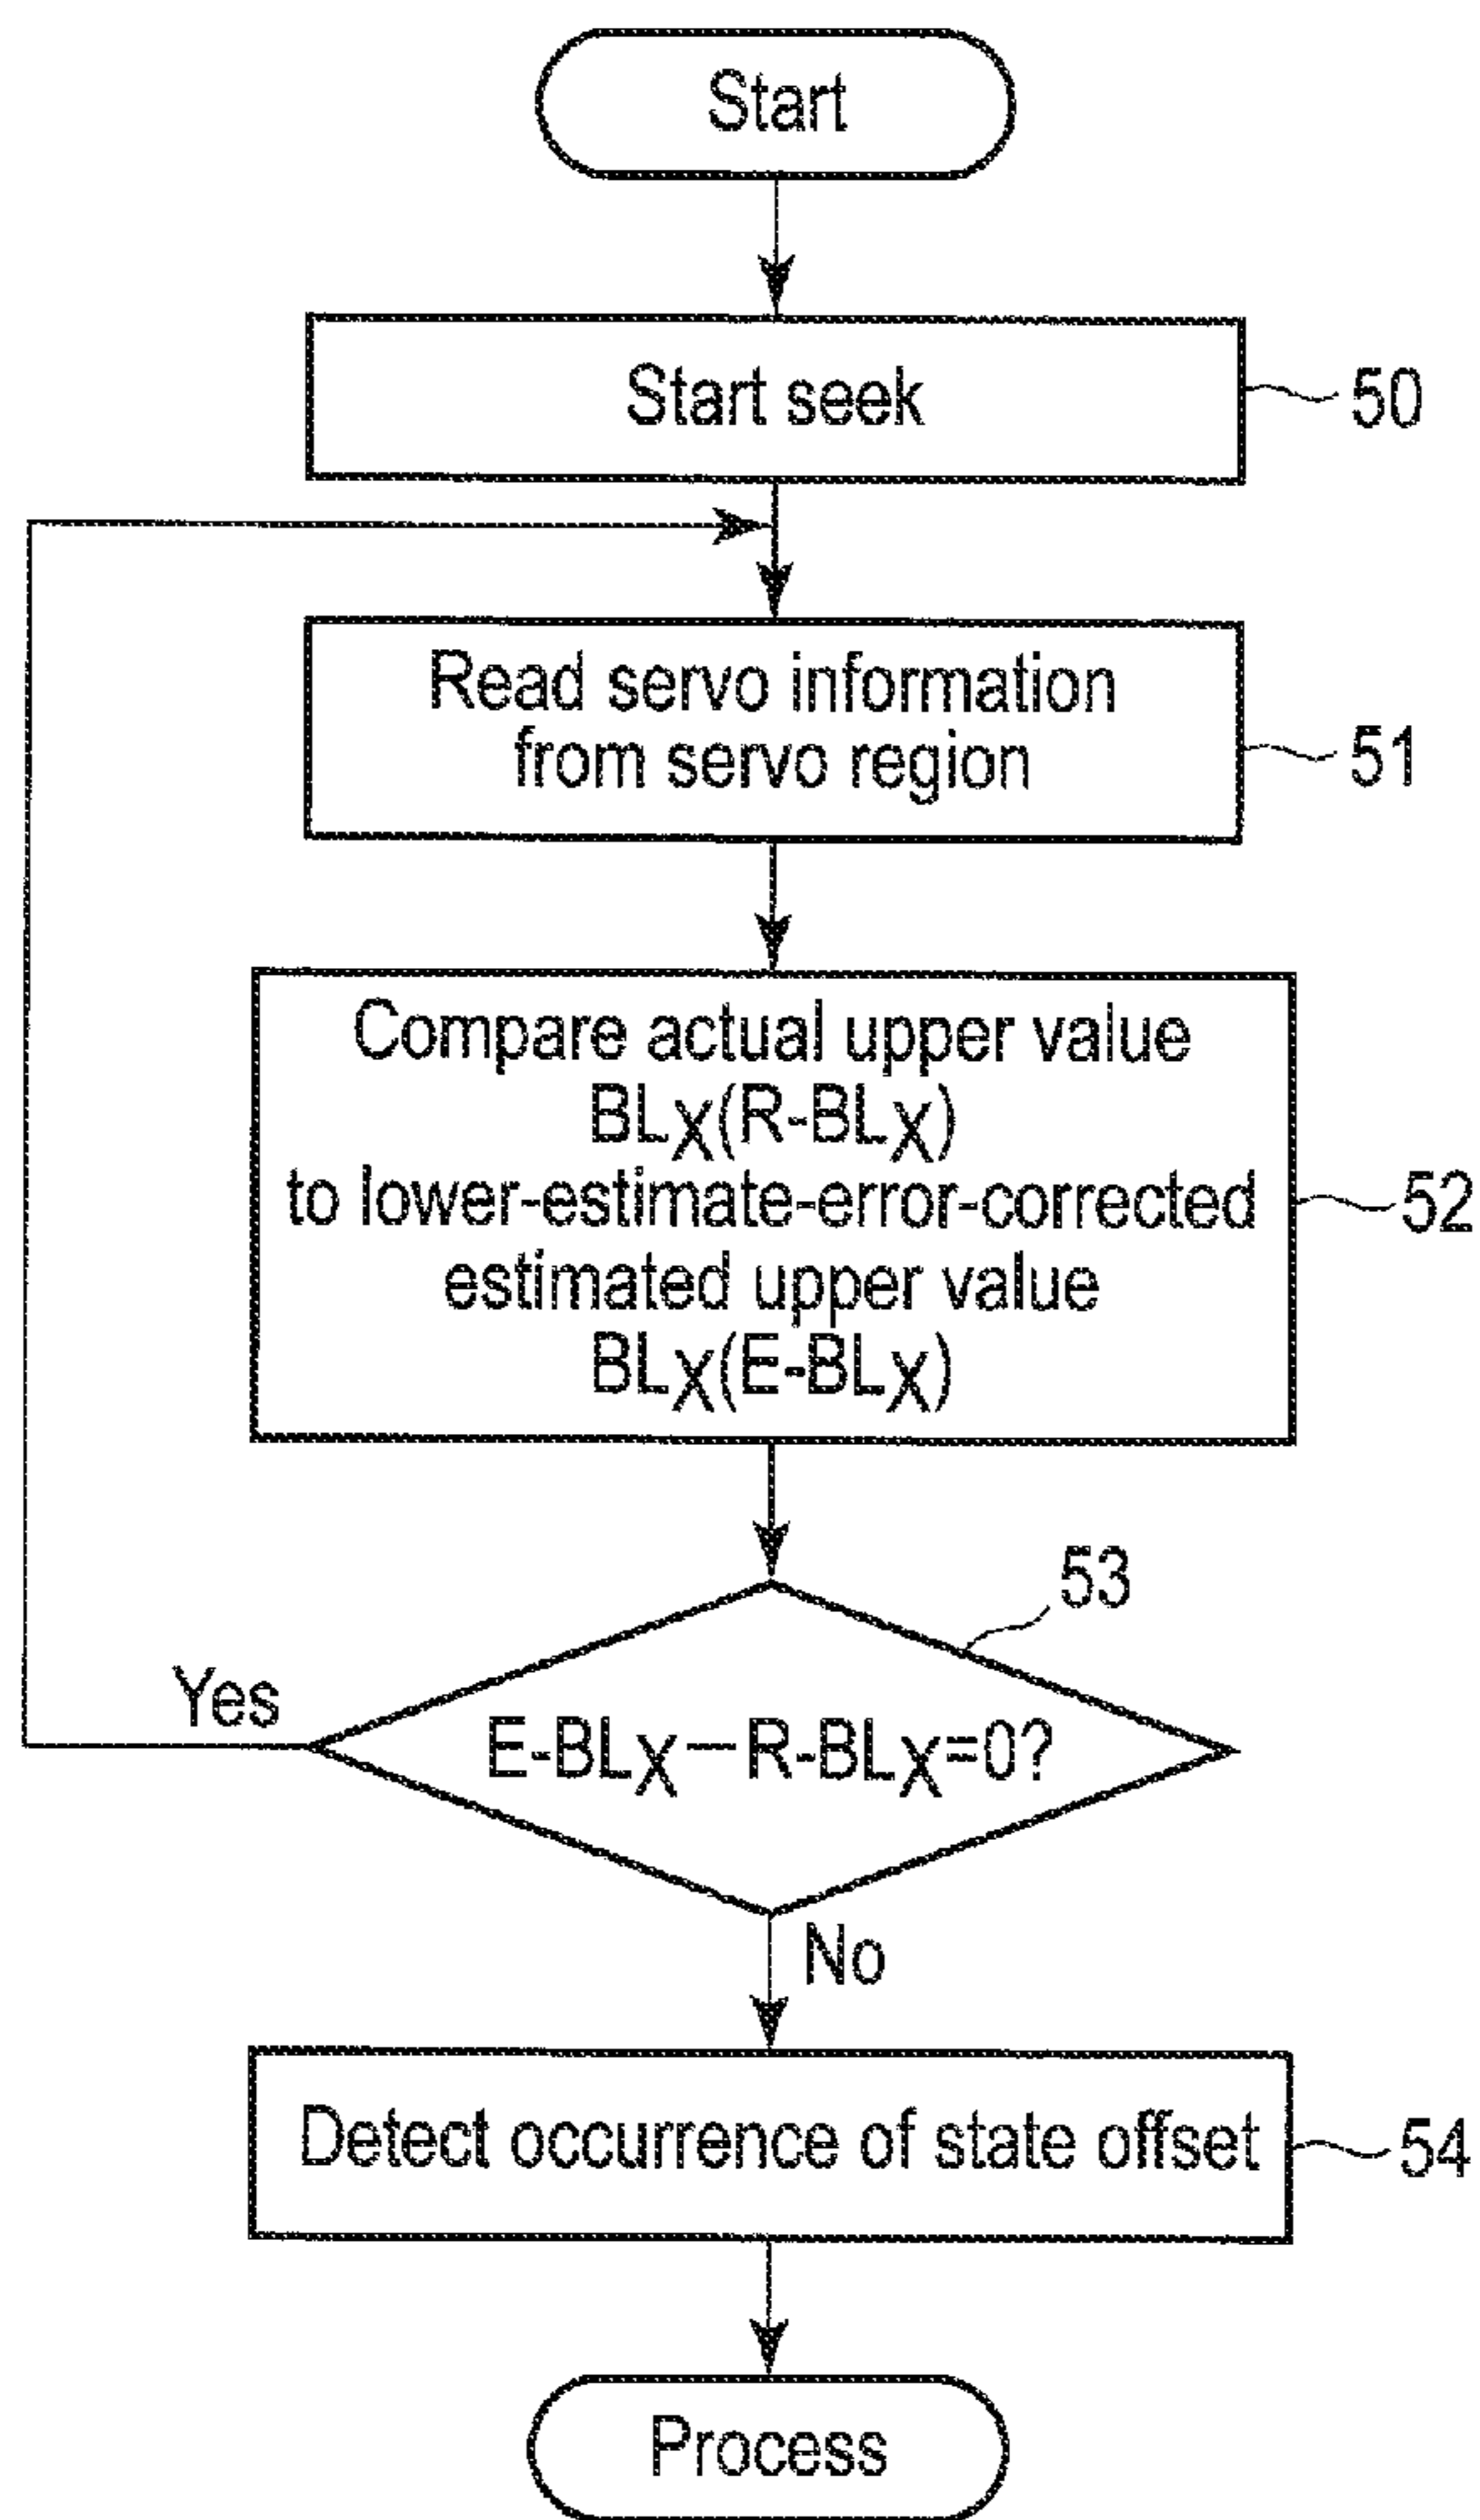 Start
Start seek
50
Read servo information
from servo region
51
Compare actual upper value
BLX(R-BLX)
to lower-estimate-error-corrected
estimated upper value
BLX(E-BLX)
52
53
Yes
E-BLX—R-BLX=0?
No
Detect occurrence of state offset
54
Process